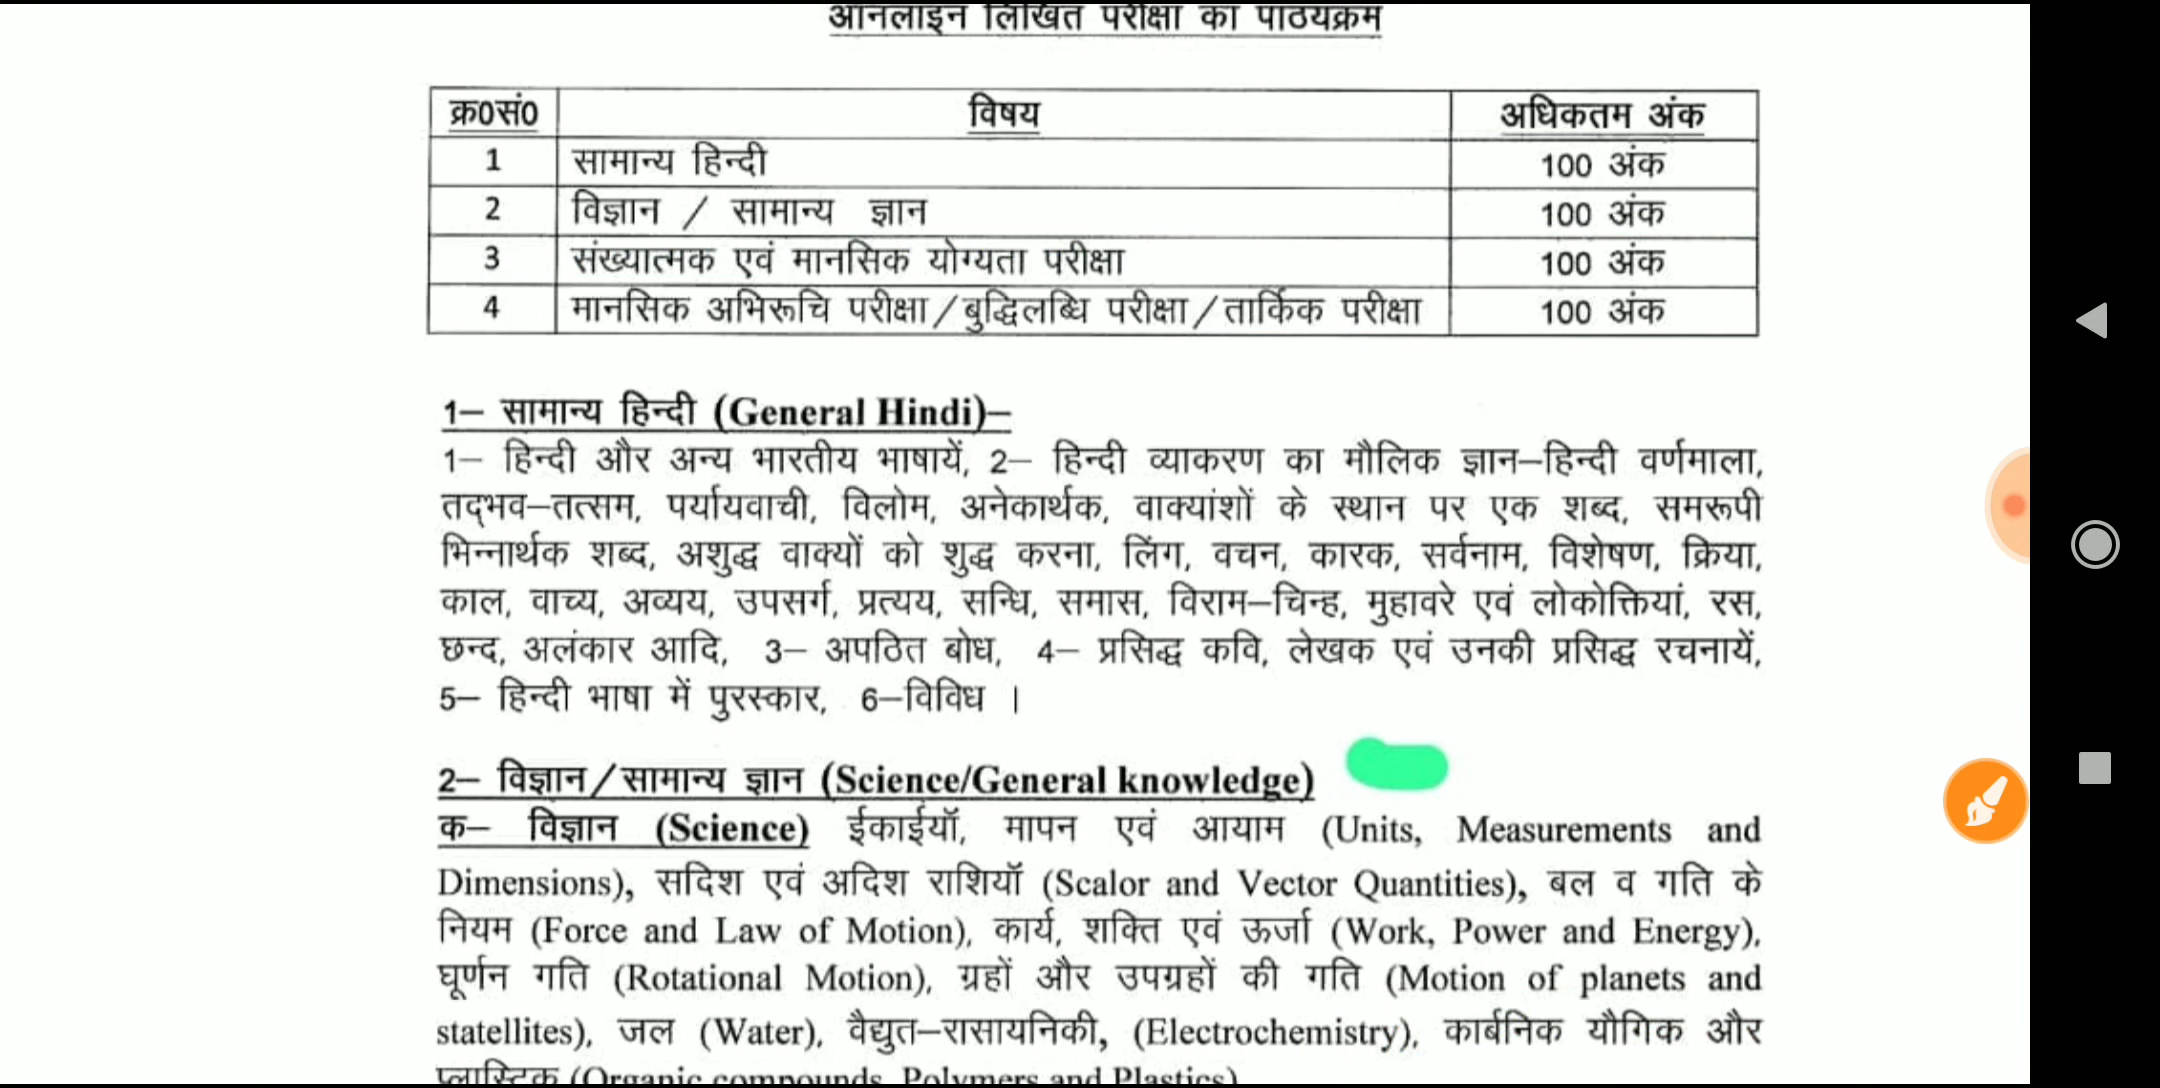 ऑनलाइन लिखित परीक्षा का पाठ्यक्रम
क्र0सं0 विषय अधिकतम अंक
1 सामान्य हिन्दी 100 अंक
2 विज्ञान / सामान्य ज्ञान 100 अंक
3 संख्यात्मक एवं मानसिक योग्यता परीक्षा 100 अंक
4 मानसिक अभिरूचि परीक्षा/बुद्धिलब्धि परीक्षा/तार्किक परीक्षा 100 अंक
1– सामान्य हिन्दी (General Hindi)–
1– हिन्दी और अन्य भारतीय भाषायें, 2– हिन्दी व्याकरण का मौलिक ज्ञान–हिन्दी वर्णमाला,
तद्भव–तत्सम, पर्यायवाची, विलोम, अनेकार्थक, वाक्यांशों के स्थान पर एक शब्द, समरूपी
भिन्नार्थक शब्द, अशुद्ध वाक्यों को शुद्ध करना, लिंग, वचन, कारक, सर्वनाम, विशेषण, क्रिया,
काल, वाच्य, अव्यय, उपसर्ग, प्रत्यय, सन्धि, समास, विराम–चिन्ह, मुहावरे एवं लोकोक्तियां, रस,
छन्द, अलंकार आदि, 3– अपठित बोध, 4– प्रसिद्ध कवि, लेखक एवं उनकी प्रसिद्ध रचनायें,
5– हिन्दी भाषा में पुरस्कार, 6–विविध ।
2– विज्ञान/सामान्य ज्ञान (Science/General knowledge)
क– विज्ञान (Science) ईकाईयॉ, मापन एवं आयाम (Units, Measurements and
Dimensions), सदिश एवं अदिश राशियॉ (Scalor and Vector Quantities), बल व गति के
नियम (Force and Law of Motion), कार्य, शक्ति एवं ऊर्जा (Work, Power and Energy),
घूर्णन गति (Rotational Motion), ग्रहों और उपग्रहों की गति (Motion of planets and
statellites), जल (Water), वैद्युत–रासायनिकी, (Electrochemistry), कार्बनिक यौगिक और
प्लास्टिक (Organic compounds, Polymers and Plastics)